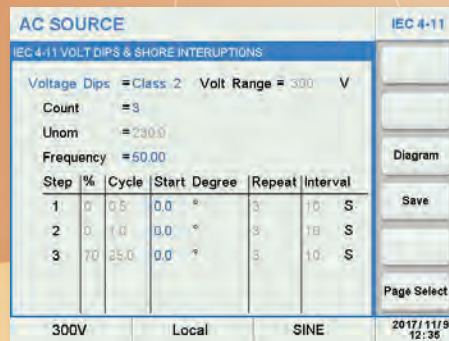 AC SOURCE
IEC 4-11
IEC 4-11 VOLT DIPS & SHORE INTERUPTIONS
Voltage Dips =Class 2 Volt Range = 300 V
Count =3
Unom =230.0
Frequency =50.00
Step % Cycle Start Degree Repeat Interval
1 0 0.5 0.0 ° 3 10 S
2 0 1.0 0.0 ° 3 10 S
3 70 25.0 0.0 ° 3 10 S
Diagram
Save
Page Select
300V Local SINE
2017/11/9
12:35